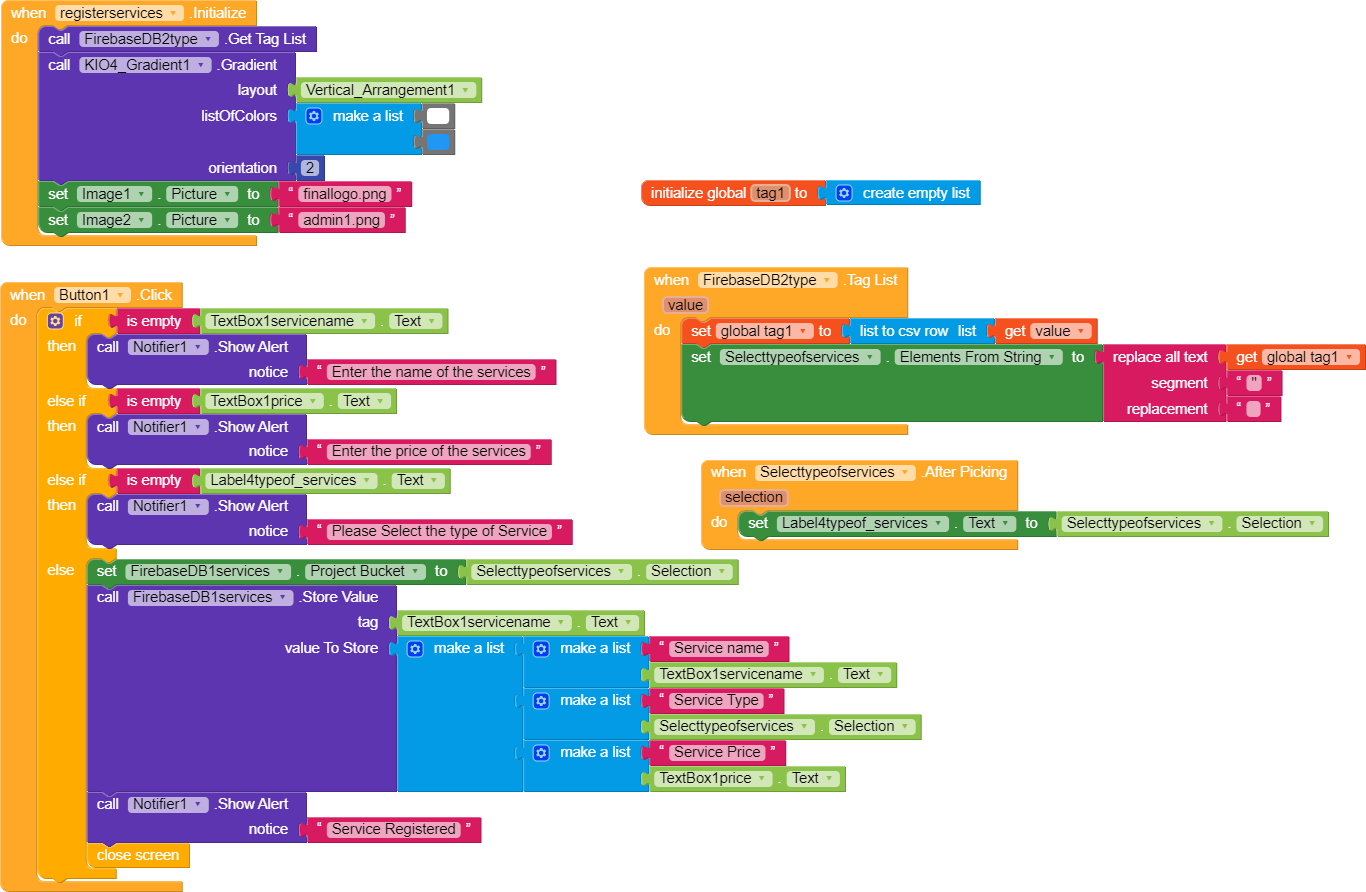 when registerservices .Initialize
do call FirebaseDB2type .Get Tag List
call KIO4_Gradient1 .Gradient
layout Vertical_Arrangement1
listOfColors make a list
orientation 2
set Image1 . Picture to " finallogo.png "
set Image2 . Picture to " admin1.png "
initialize global tag1 to create empty list
when Button1 .Click
do if is empty TextBox1servicename . Text
then call Notifier1 .Show Alert
notice " Enter the name of the services "
else if is empty TextBox1price . Text
then call Notifier1 .Show Alert
notice " Enter the price of the services "
else if is empty Label4typeof_services . Text
then call Notifier1 .Show Alert
notice " Please Select the type of Service "
else set FirebaseDB1services . Project Bucket to Selecttypeofservices . Selection
call FirebaseDB1services .Store Value
tag TextBox1servicename . Text
value To Store make a list make a list " Service name "
TextBox1servicename . Text
make a list " Service Type "
Selecttypeofservices . Selection
make a list " Service Price "
TextBox1price . Text
call Notifier1 .Show Alert
notice " Service Registered "
close screen
when FirebaseDB2type .Tag List
value
do set global tag1 to list to csv row list get value
set Selecttypeofservices . Elements From String to replace all text get global tag1
segment " " "
replacement " "
when Selecttypeofservices .After Picking
selection
do set Label4typeof_services . Text to Selecttypeofservices . Selection